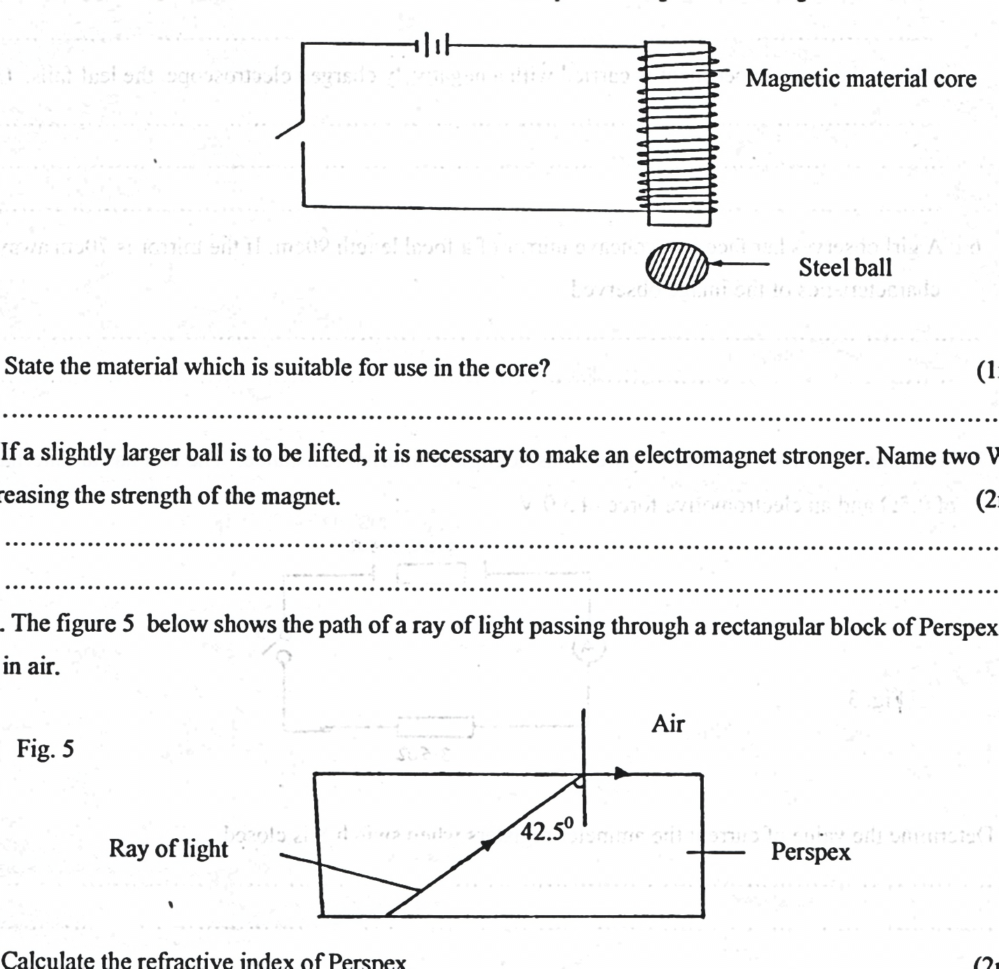 Magnetic material core
Steel ball
State the material which is suitable for use in the core?
If a slightly larger ball is to be lifted, it is necessary to make an electromagnet stronger. Name two
reasing the strength of the magnet.
. The figure 5 below shows the path of a ray of light passing through a rectangular block of Perspex
in air.
Air
Fig. 5
42.5⁰
Ray of light
Perspex
Calculate the refractive index of Perspex